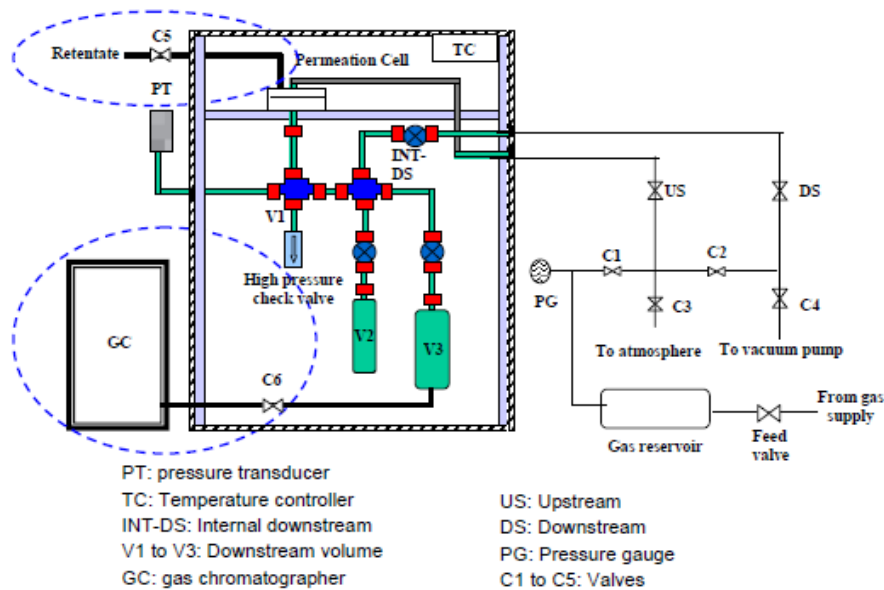 C5
TC
Retentate
Permeation Cell
PT
INT-
DS
US
DS
V1
C1
C2
High pressure
check valve
PG
V2
V3
C3
C4
GC
To atmosphere
To vacuum pump
C6
From gas
supply
Gas reservoir
Feed
valve
PT: pressure transducer
TC: Temperature controller
INT-DS: Internal downstream
V1 to V3: Downstream volume
GC: gas chromatographer
US: Upstream
DS: Downstream
PG: Pressure gauge
C1 to C5: Valves